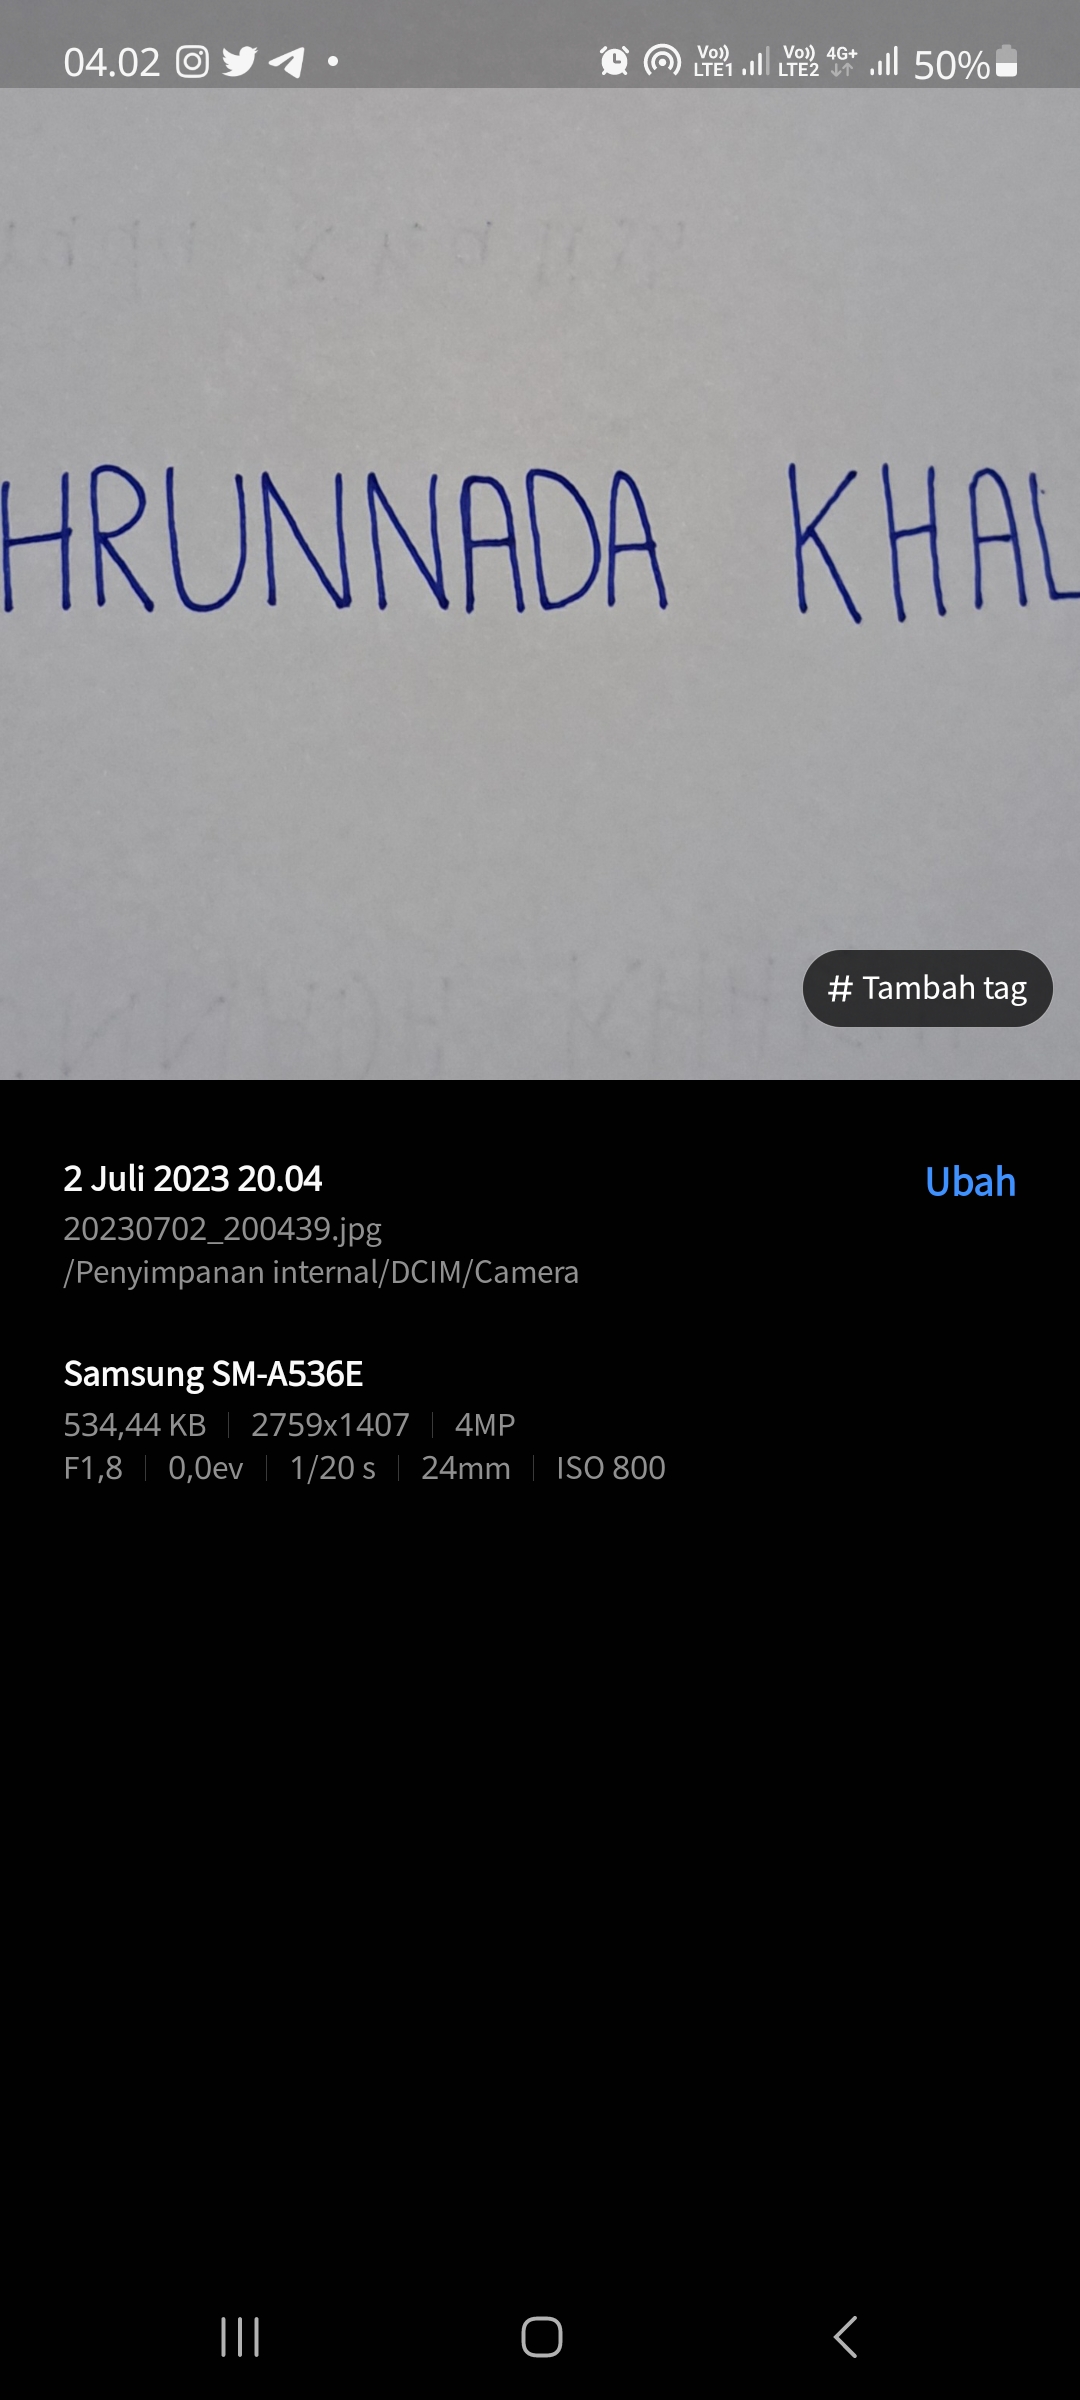 04.02 Vo)) LTE1 Vo)) LTE2 4G+ 50%
HRUNNADA KHAL
# Tambah tag
2 Juli 2023 20.04 Ubah
20230702_200439.jpg
/Penyimpanan internal/DCIM/Camera
Samsung SM-A536E
534,44 KB 2759x1407 4MP
F1,8 0,0ev 1/20 s 24mm ISO 800